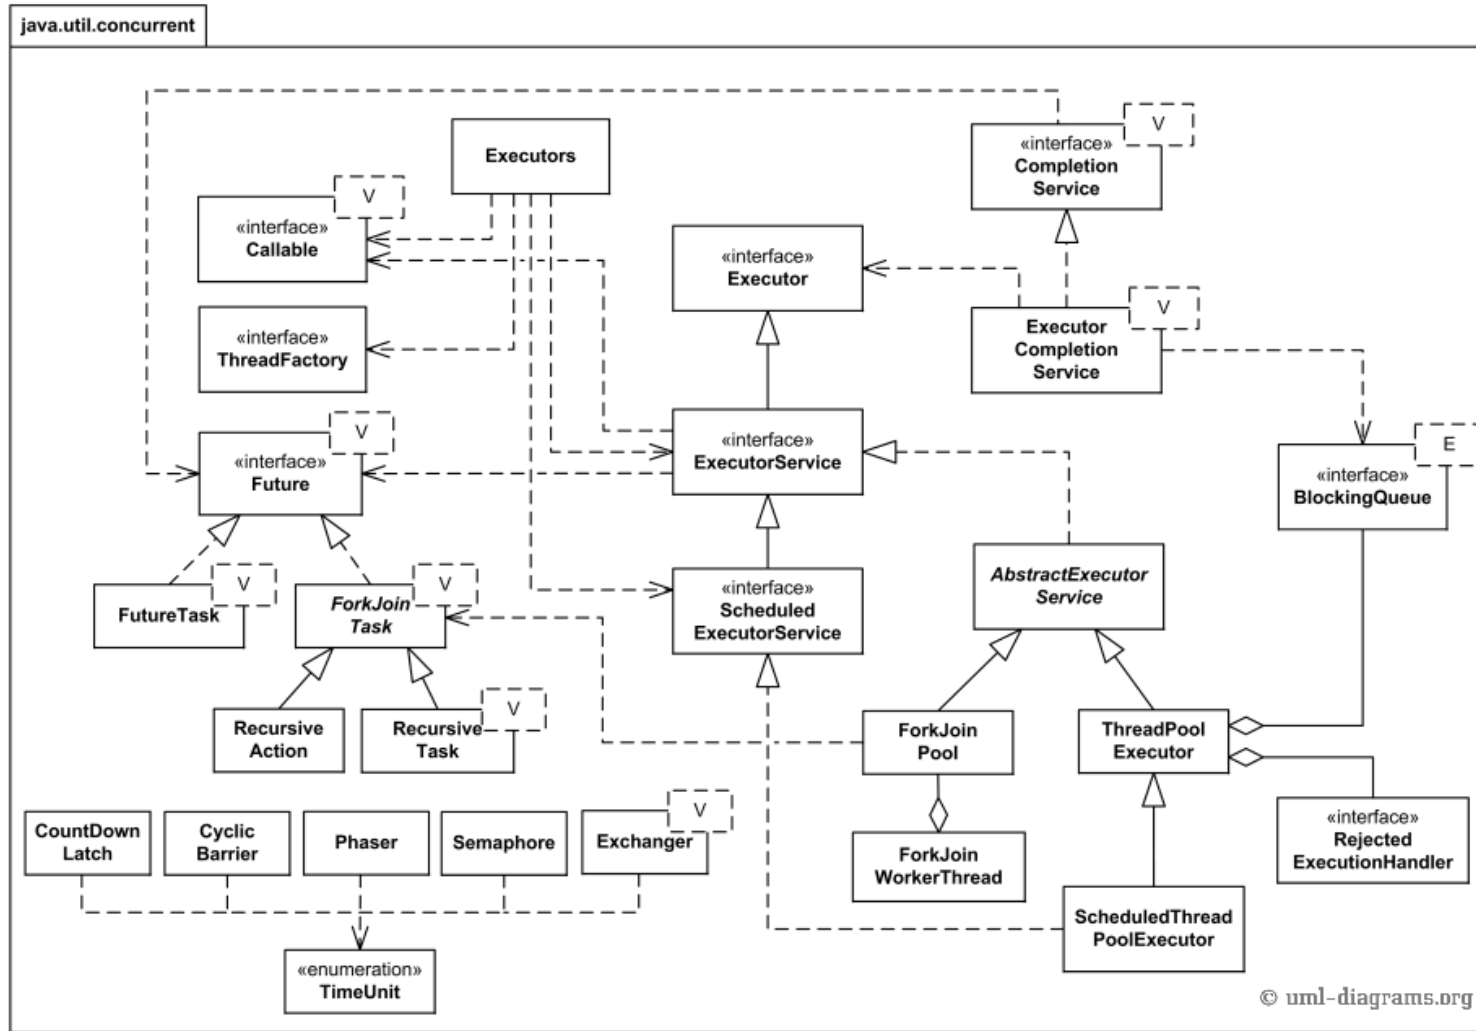 java.util.concurrent
V
«interface»
Completion
Service
Executors
V
«interface»
Callable
«interface»
Executor
V
Executor
Completion
Service
«interface»
ThreadFactory
V
«interface»
Future
«interface»
ExecutorService
E
«interface»
BlockingQueue
V
FutureTask
V
ForkJoin
Task
«interface»
Scheduled
ExecutorService
AbstractExecutor
Service
Recursive
Action
V
Recursive
Task
ForkJoin
Pool
ThreadPool
Executor
CountDown
Latch
Cyclic
Barrier
Phaser
Semaphore
V
Exchanger
ForkJoin
WorkerThread
«interface»
Rejected
ExecutionHandler
ScheduledThread
PoolExecutor
«enumeration»
TimeUnit
© uml-diagrams.org